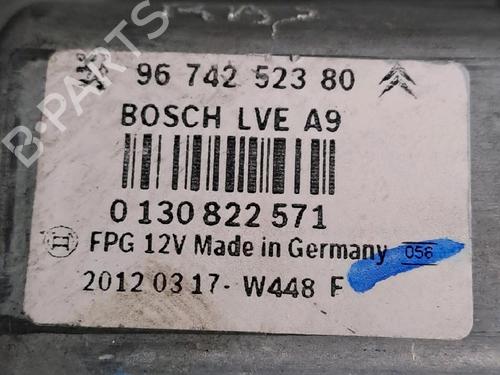 96 742 523 80
BOSCH LVE A9
0 130 822 571
FPG 12V Made in Germany 056
2012 03 17- W448 F
B-PARTS